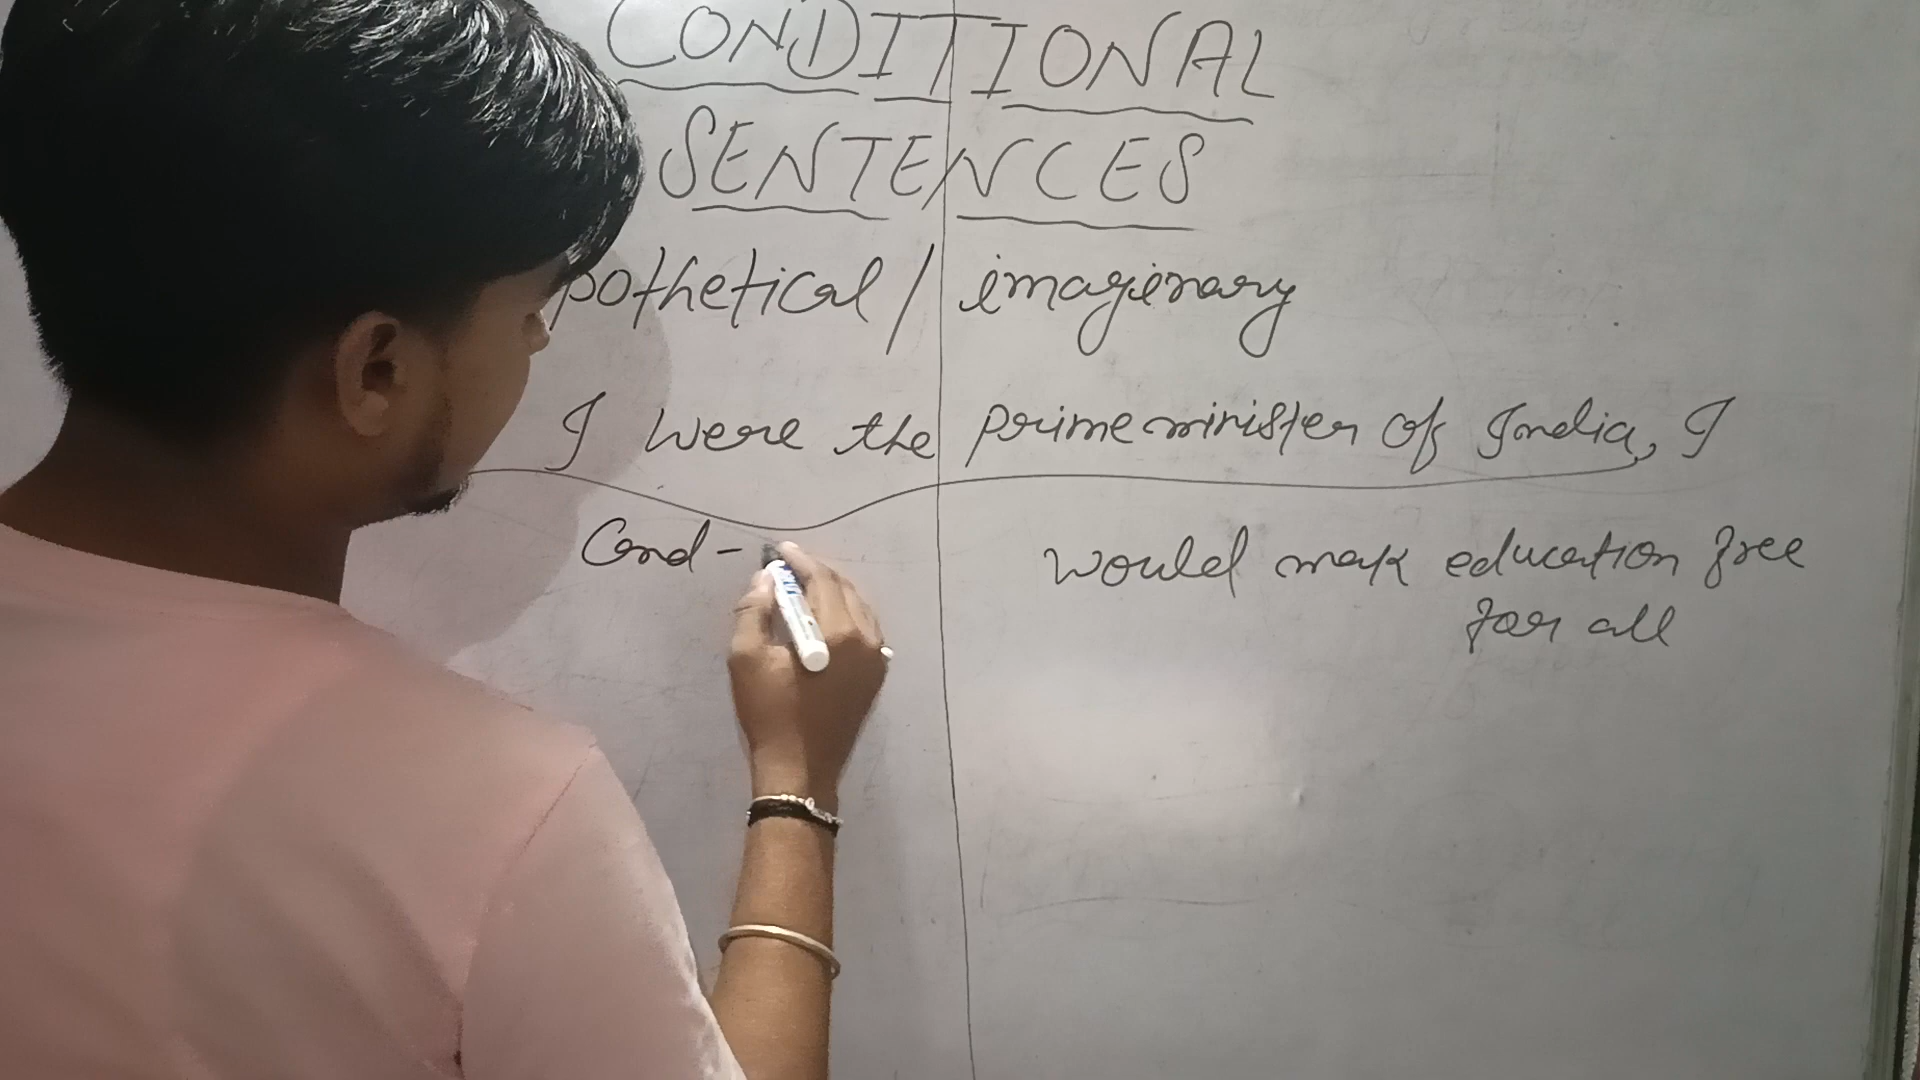 CONDITIONAL
SENTENCES
pothetical / imaginary
I were the prime minister of India, I
Cond -
would mak education free
for all